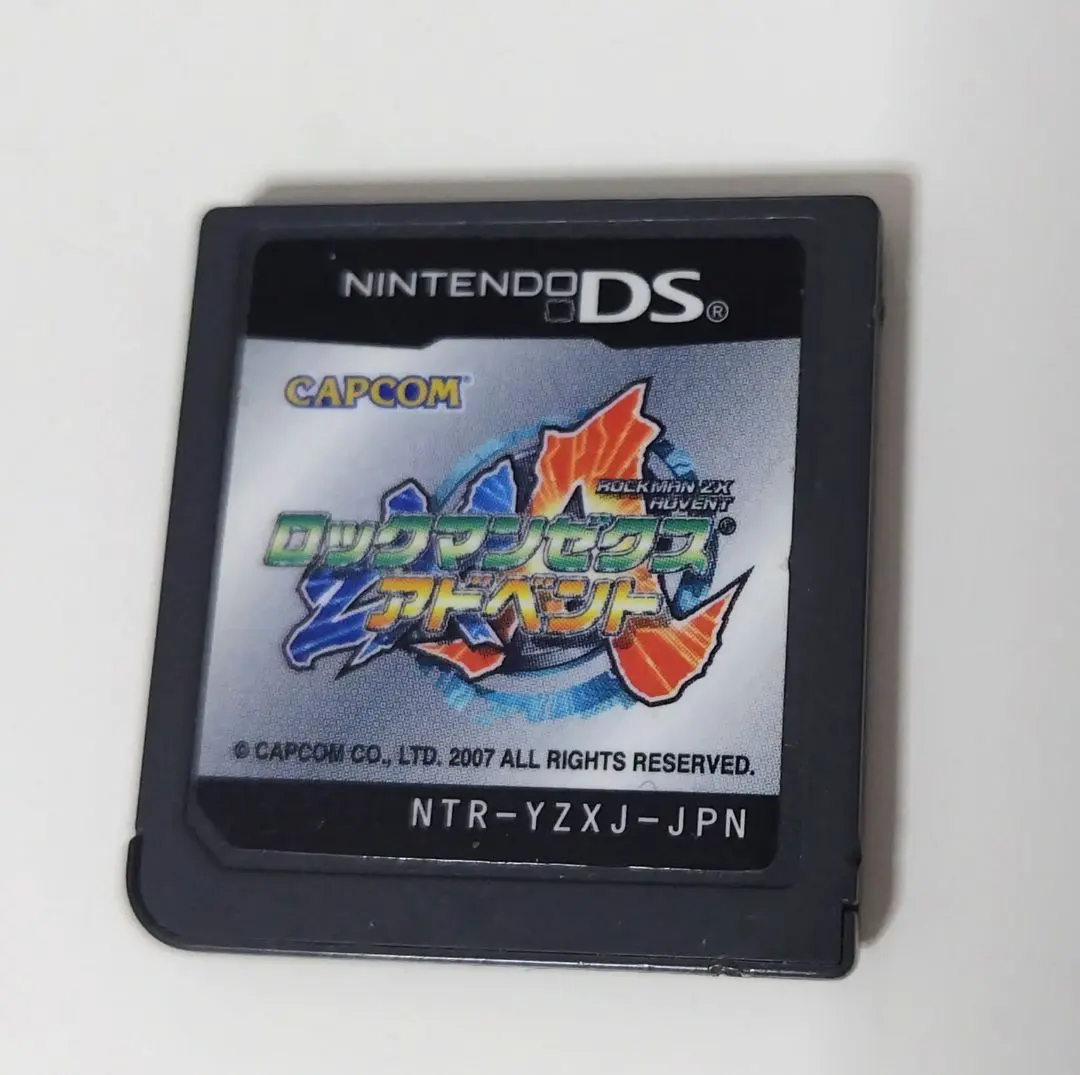 NINTENDO DS®
CAPCOM
ROCKMAN ZX
ADVENT
ロックマンゼクス
アドベント
© CAPCOM CO., LTD. 2007 ALL RIGHTS RESERVED.
NTR-YZXJ-JPN